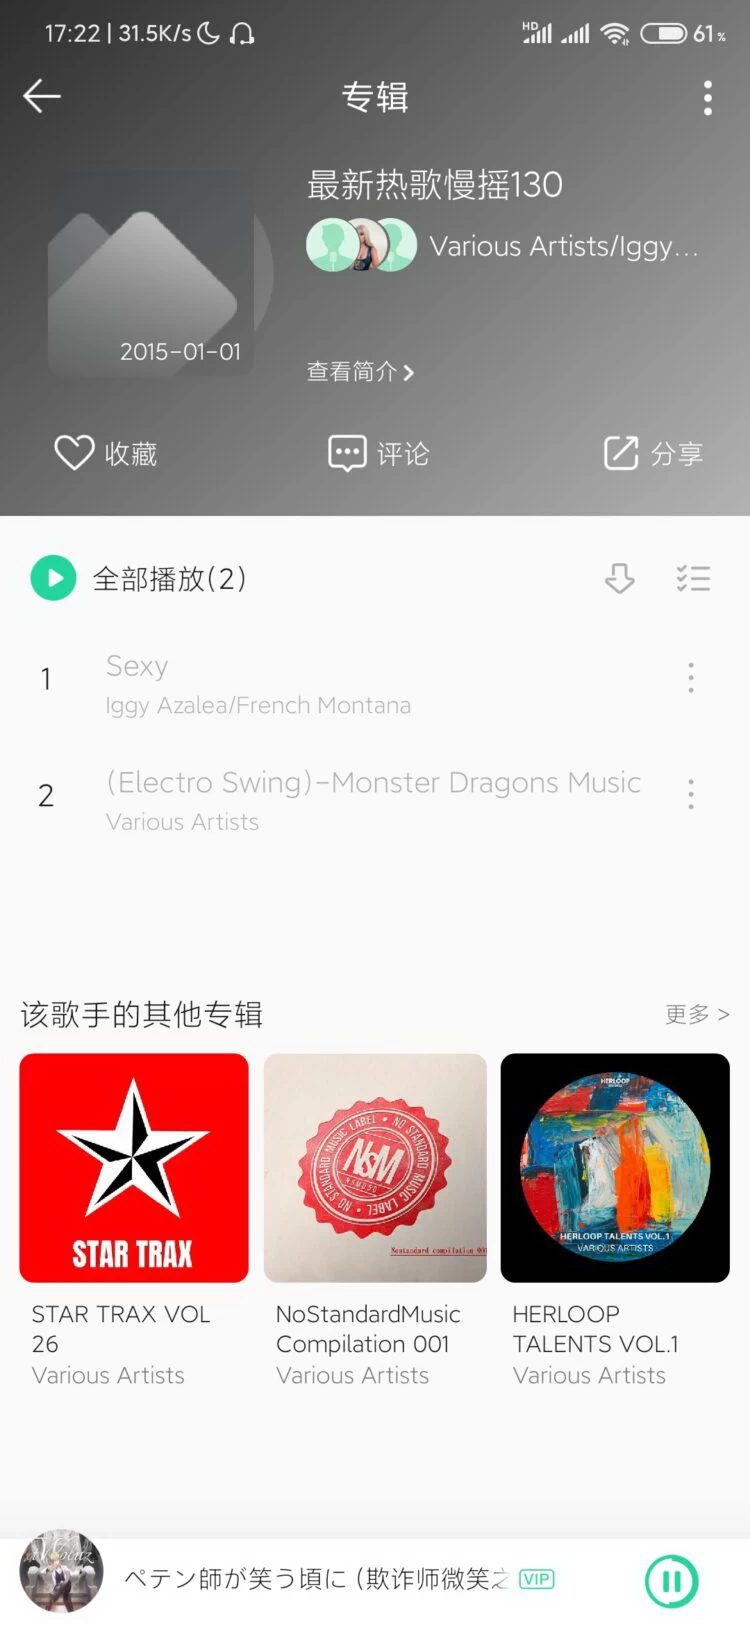 17:22 | 31.5K/s HD 61%
专辑
最新热歌慢摇130
Various Artists/Iggy...
2015-01-01
查看简介 >
收藏 评论 分享
全部播放(2)
1 Sexy
Iggy Azalea/French Montana
2 (Electro Swing)-Monster Dragons Music
Various Artists
该歌手的其他专辑 更多 >
STAR TRAX
NO STANDARD MUSIC LABEL
NSM
NO STANDARD MUSIC LABEL
Nostandard compilation 001
HERLOOP
HERLOOP TALENTS VOL.1
VARIOUS ARTISTS
STAR TRAX VOL
26
Various Artists
NoStandardMusic
Compilation 001
Various Artists
HERLOOP
TALENTS VOL.1
Various Artists
ペテン師が笑う頃に (欺诈师微笑之 VIP